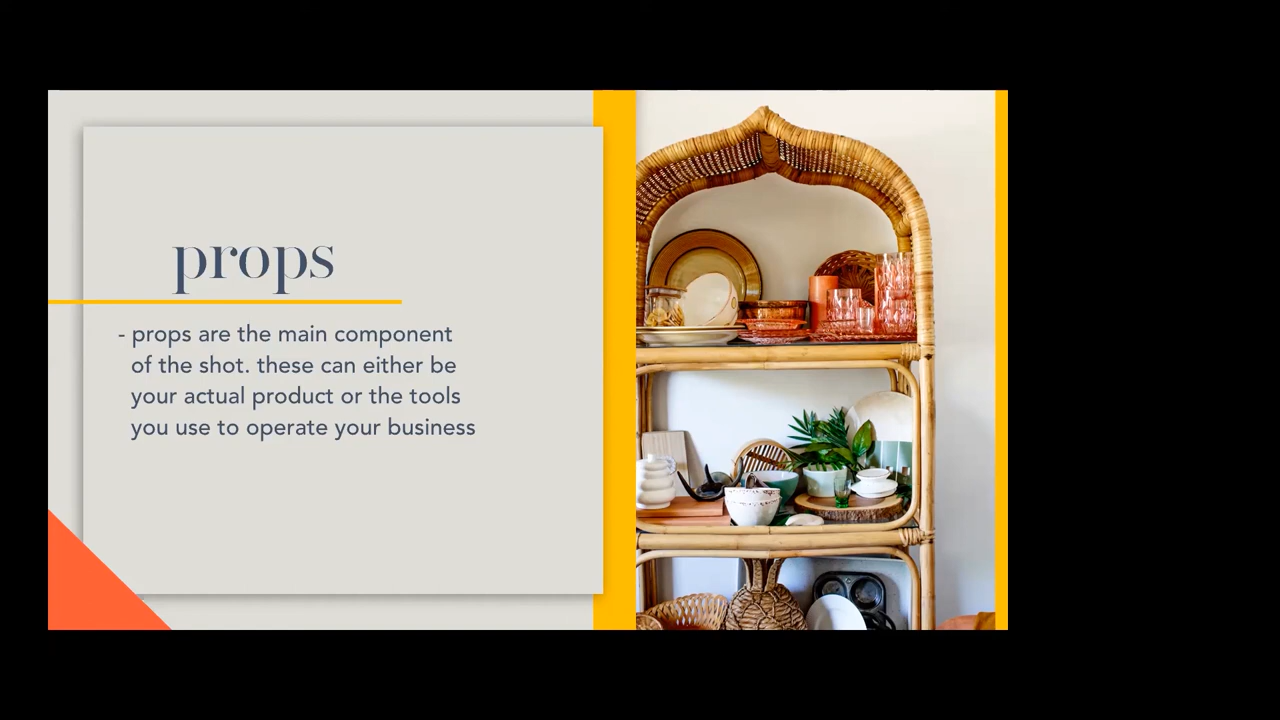 props
- props are the main component
of the shot. these can either be
your actual product or the tools
you use to operate your business